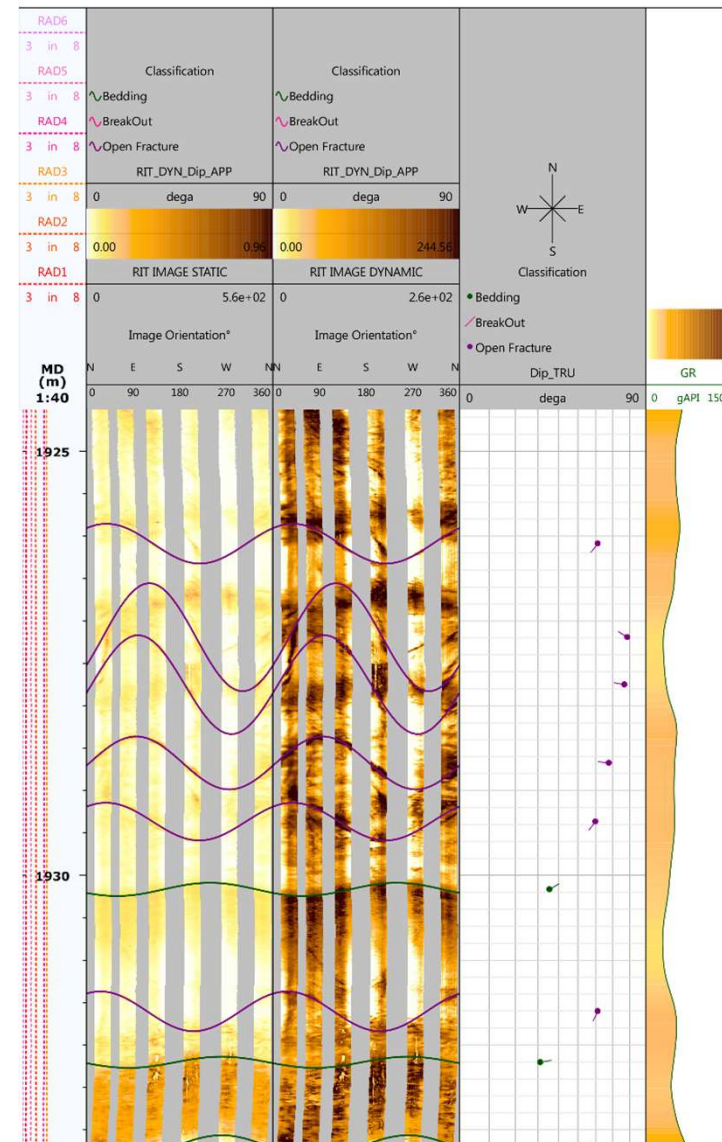 RAD6
3 in 8
RAD5
3 in 8
RAD4
3 in 8
RAD3
3 in 8
RAD2
3 in 8
RAD1
3 in 8
MD
(m)
1:40
Classification
Bedding
BreakOut
Open Fracture
RIT_DYN_Dip_APP
0 dega 90
0.00 0.96
RIT IMAGE STATIC
0 5.6e+02
Image Orientation°
N E S W N
0 90 180 270 360
Classification
Bedding
BreakOut
Open Fracture
RIT_DYN_Dip_APP
0 dega 90
0.00 244.56
RIT IMAGE DYNAMIC
0 2.6e+02
Image Orientation°
N E S W N
0 90 180 270 360
N
W E
S
Classification
Bedding
BreakOut
Open Fracture
Dip_TRU
0 dega 90
GR
0 gAPI 150
1925
1930